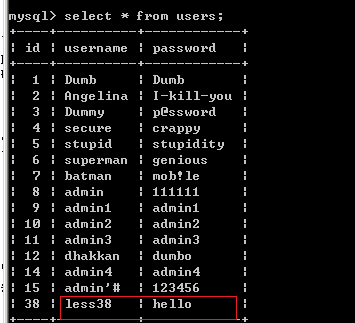 mysql> select * from users;
+----+----------+------------+
| id | username | password   |
+----+----------+------------+
|  1 | Dumb     | Dumb       |
|  2 | Angelina | I-kill-you |
|  3 | Dummy    | p@ssword   |
|  4 | secure   | crappy     |
|  5 | stupid   | stupidity  |
|  6 | superman | genious    |
|  7 | batman   | mob!le     |
|  8 | admin    | 111111     |
|  9 | admin1   | admin1     |
| 10 | admin2   | admin2     |
| 11 | admin3   | admin3     |
| 12 | dhakkan  | dumbo      |
| 14 | admin4   | admin4     |
| 15 | admin'#  | 123456     |
| 38 | less38   | hello      |
+----+----------+------------+